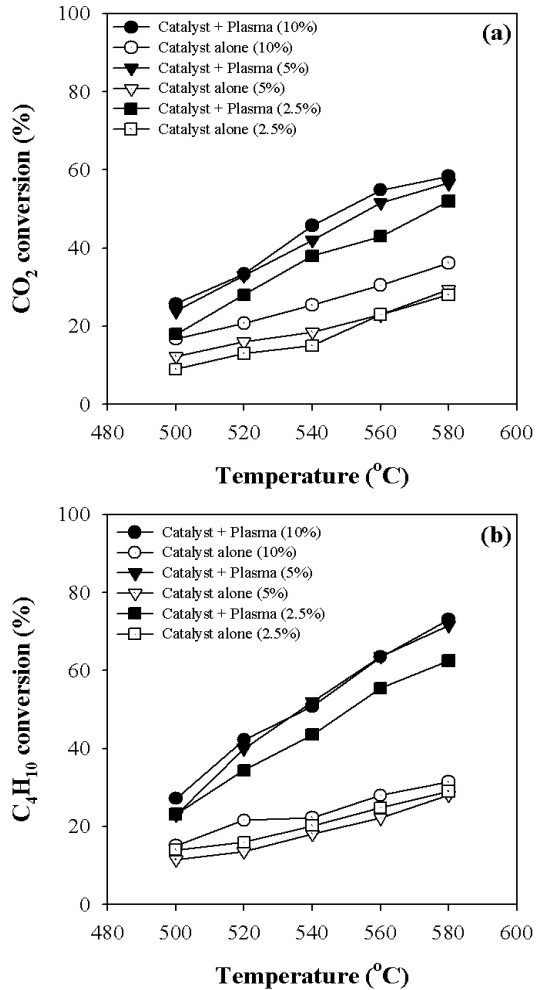 100
(a)
Catalyst + Plasma (10%)
Catalyst alone (10%)
Catalyst + Plasma (5%)
Catalyst alone (5%)
Catalyst + Plasma (2.5%)
Catalyst alone (2.5%)
80
60
40
20
0
CO2 conversion (%)
480 500 520 540 560 580 600
Temperature (°C)
100
(b)
Catalyst + Plasma (10%)
Catalyst alone (10%)
Catalyst + Plasma (5%)
Catalyst alone (5%)
Catalyst + Plasma (2.5%)
Catalyst alone (2.5%)
80
60
40
20
0
C4H10 conversion (%)
480 500 520 540 560 580 600
Temperature (°C)